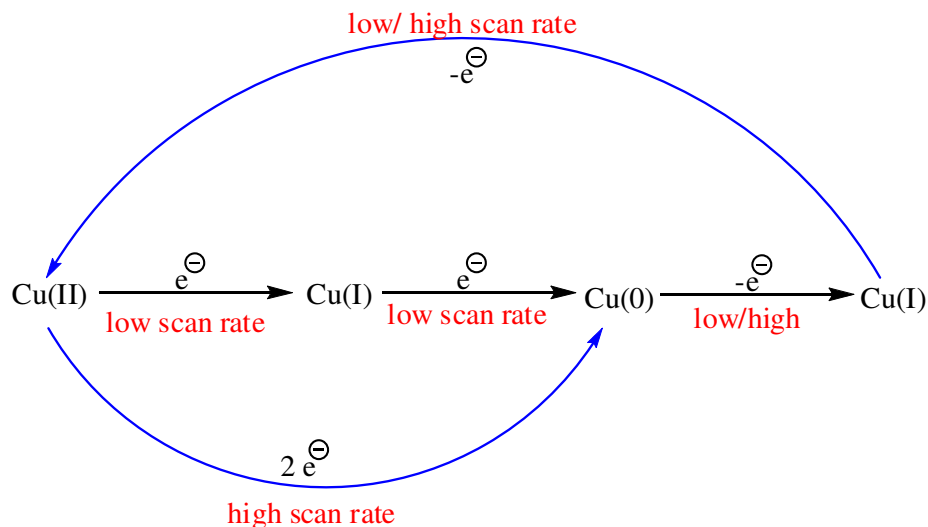 low/ high scan rate
-e⊖
e⊖ e⊖ -e⊖
Cu(II) Cu(I) Cu(0) Cu(I)
low scan rate low scan rate low/high
2 e⊖
high scan rate